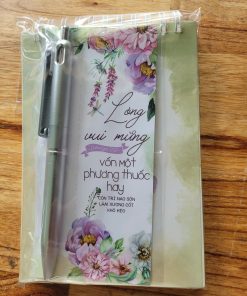 Lòng
vui mừng
vốn một
phương thuốc
hay
CÒN TRÍ NAO SỜN
LÀM XƯƠNG CỐT
KHÔ HÉO